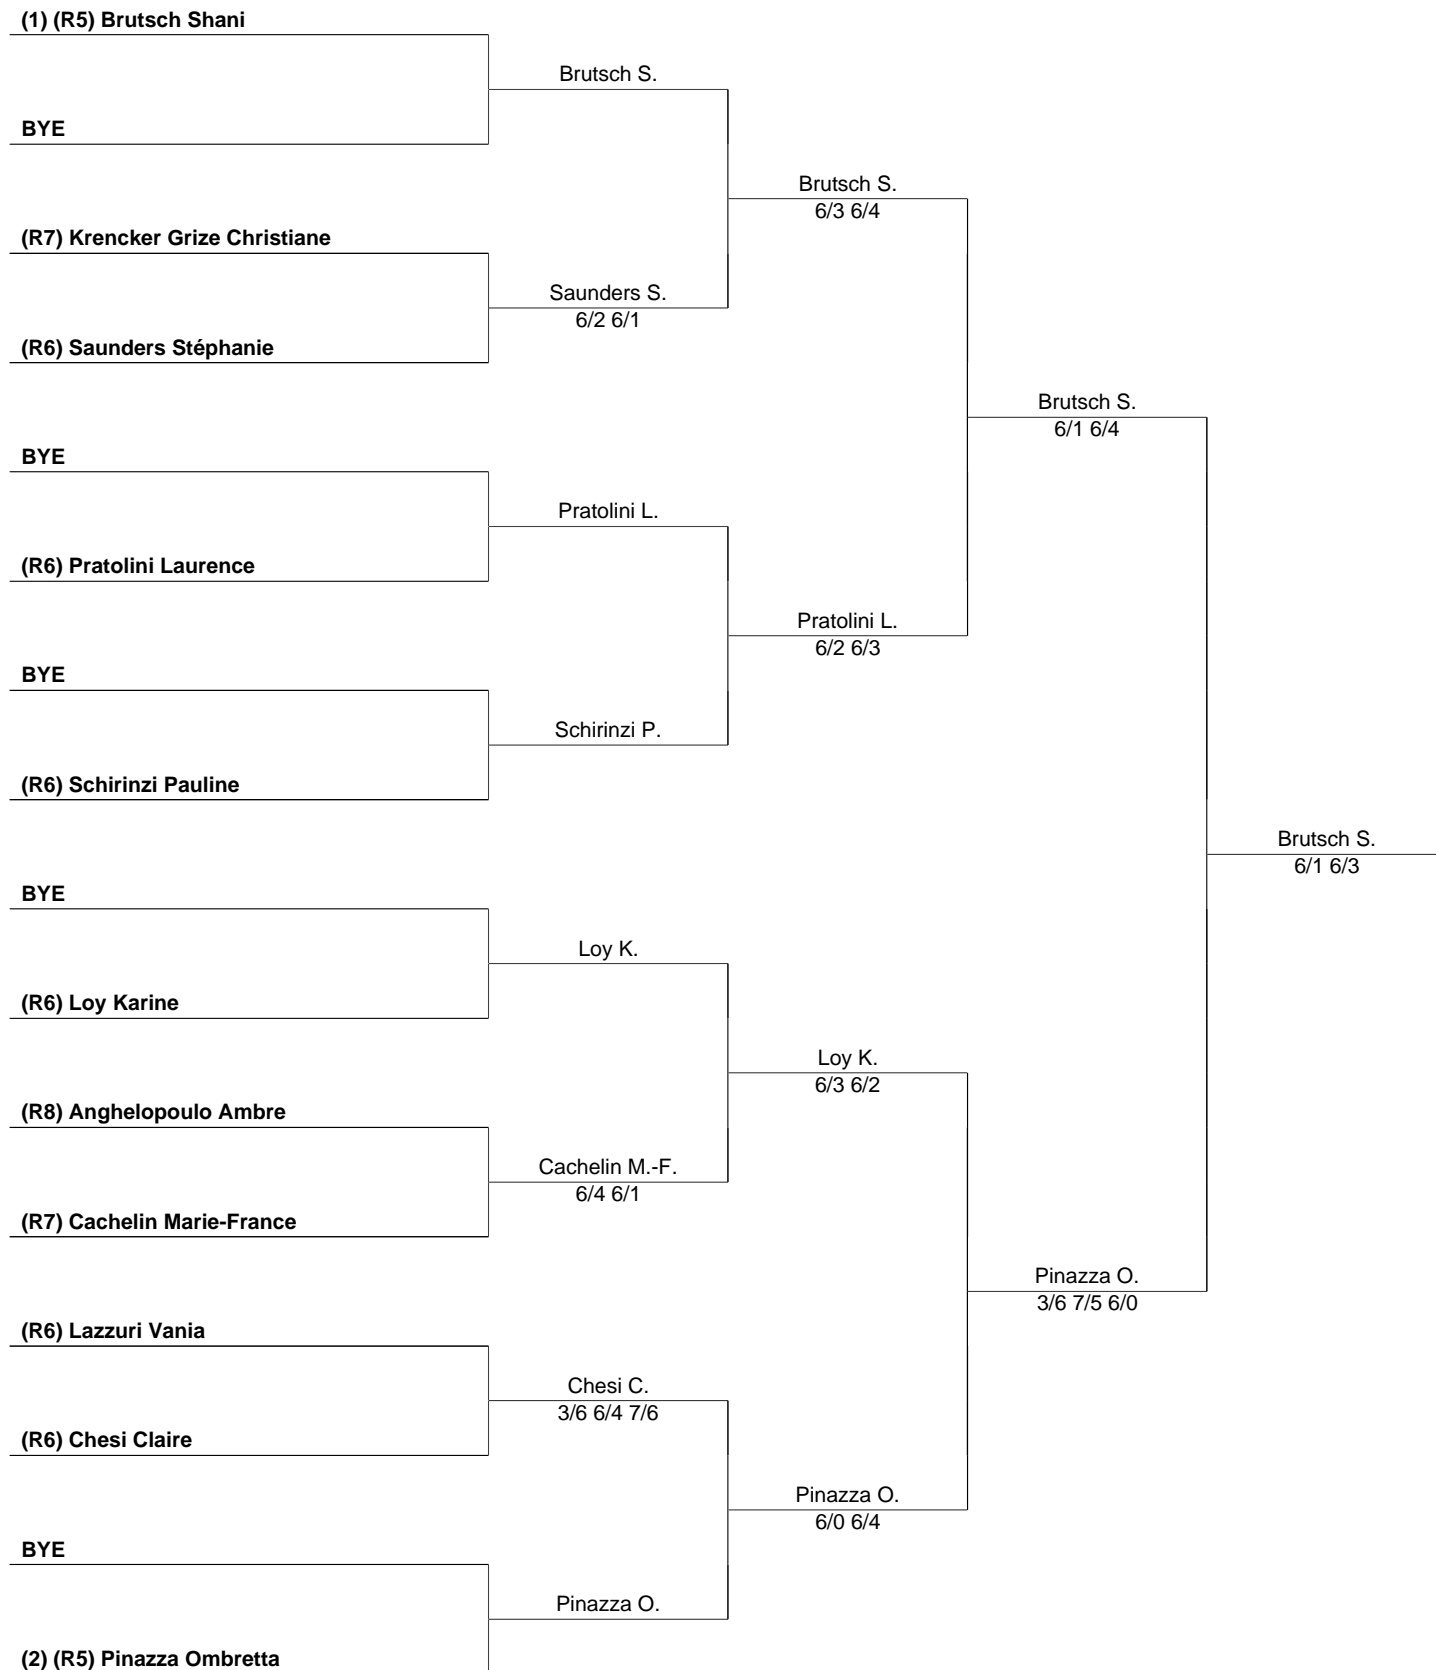 (1) (R5) Brutsch Shani
Brutsch S.
BYE
Brutsch S.
6/3 6/4
(R7) Krencker Grize Christiane
Saunders S.
6/2 6/1
(R6) Saunders Stéphanie
Brutsch S.
6/1 6/4
BYE
Pratolini L.
(R6) Pratolini Laurence
Pratolini L.
6/2 6/3
BYE
Schirinzi P.
(R6) Schirinzi Pauline
Brutsch S.
6/1 6/3
BYE
Loy K.
(R6) Loy Karine
Loy K.
6/3 6/2
(R8) Anghelopoulo Ambre
Cachelin M.-F.
6/4 6/1
(R7) Cachelin Marie-France
Pinazza O.
3/6 7/5 6/0
(R6) Lazzuri Vania
Chesi C.
3/6 6/4 7/6
(R6) Chesi Claire
Pinazza O.
6/0 6/4
BYE
Pinazza O.
(2) (R5) Pinazza Ombretta